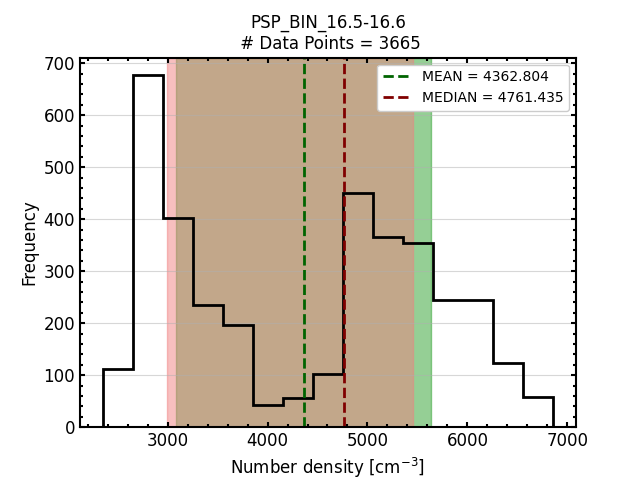 PSP_BIN_16.5-16.6
# Data Points = 3665
MEAN = 4362.804
MEDIAN = 4761.435
Frequency
700
600
500
400
300
200
100
0
3000 4000 5000 6000 7000
Number density [cm⁻³]